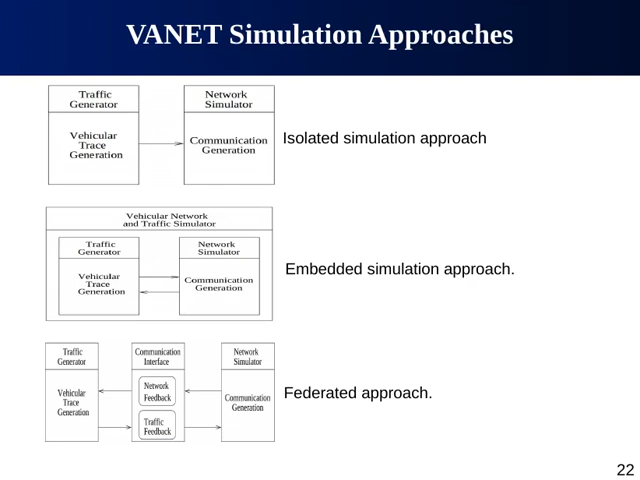 VANET Simulation Approaches
Traffic
Generator
Vehicular
Trace
Generation
Network
Simulator
Communication
Generation
Isolated simulation approach
Vehicular Network
and Traffic Simulator
Traffic
Generator
Vehicular
Trace
Generation
Network
Simulator
Communication
Generation
Embedded simulation approach.
Traffic
Generator
Vehicular
Trace
Generation
Communication
Interface
Network
Feedback
Traffic
Feedback
Network
Simulator
Communication
Generation
Federated approach.
22